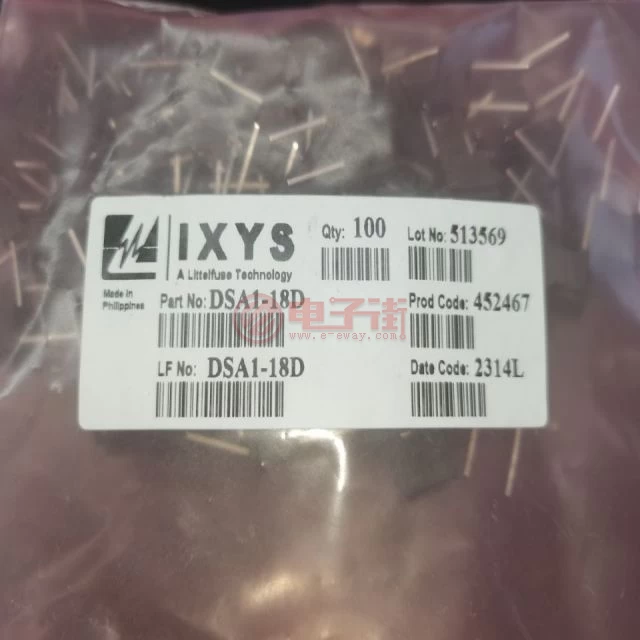 IXYS
A Littelfuse Technology
Qty: 100
Lot No: 513569
Made in
Philippines
Part No: DSA1-18D
Prod Code: 452467
电子街
www.e-eway.com
LF No: DSA1-18D
Date Code: 2314L